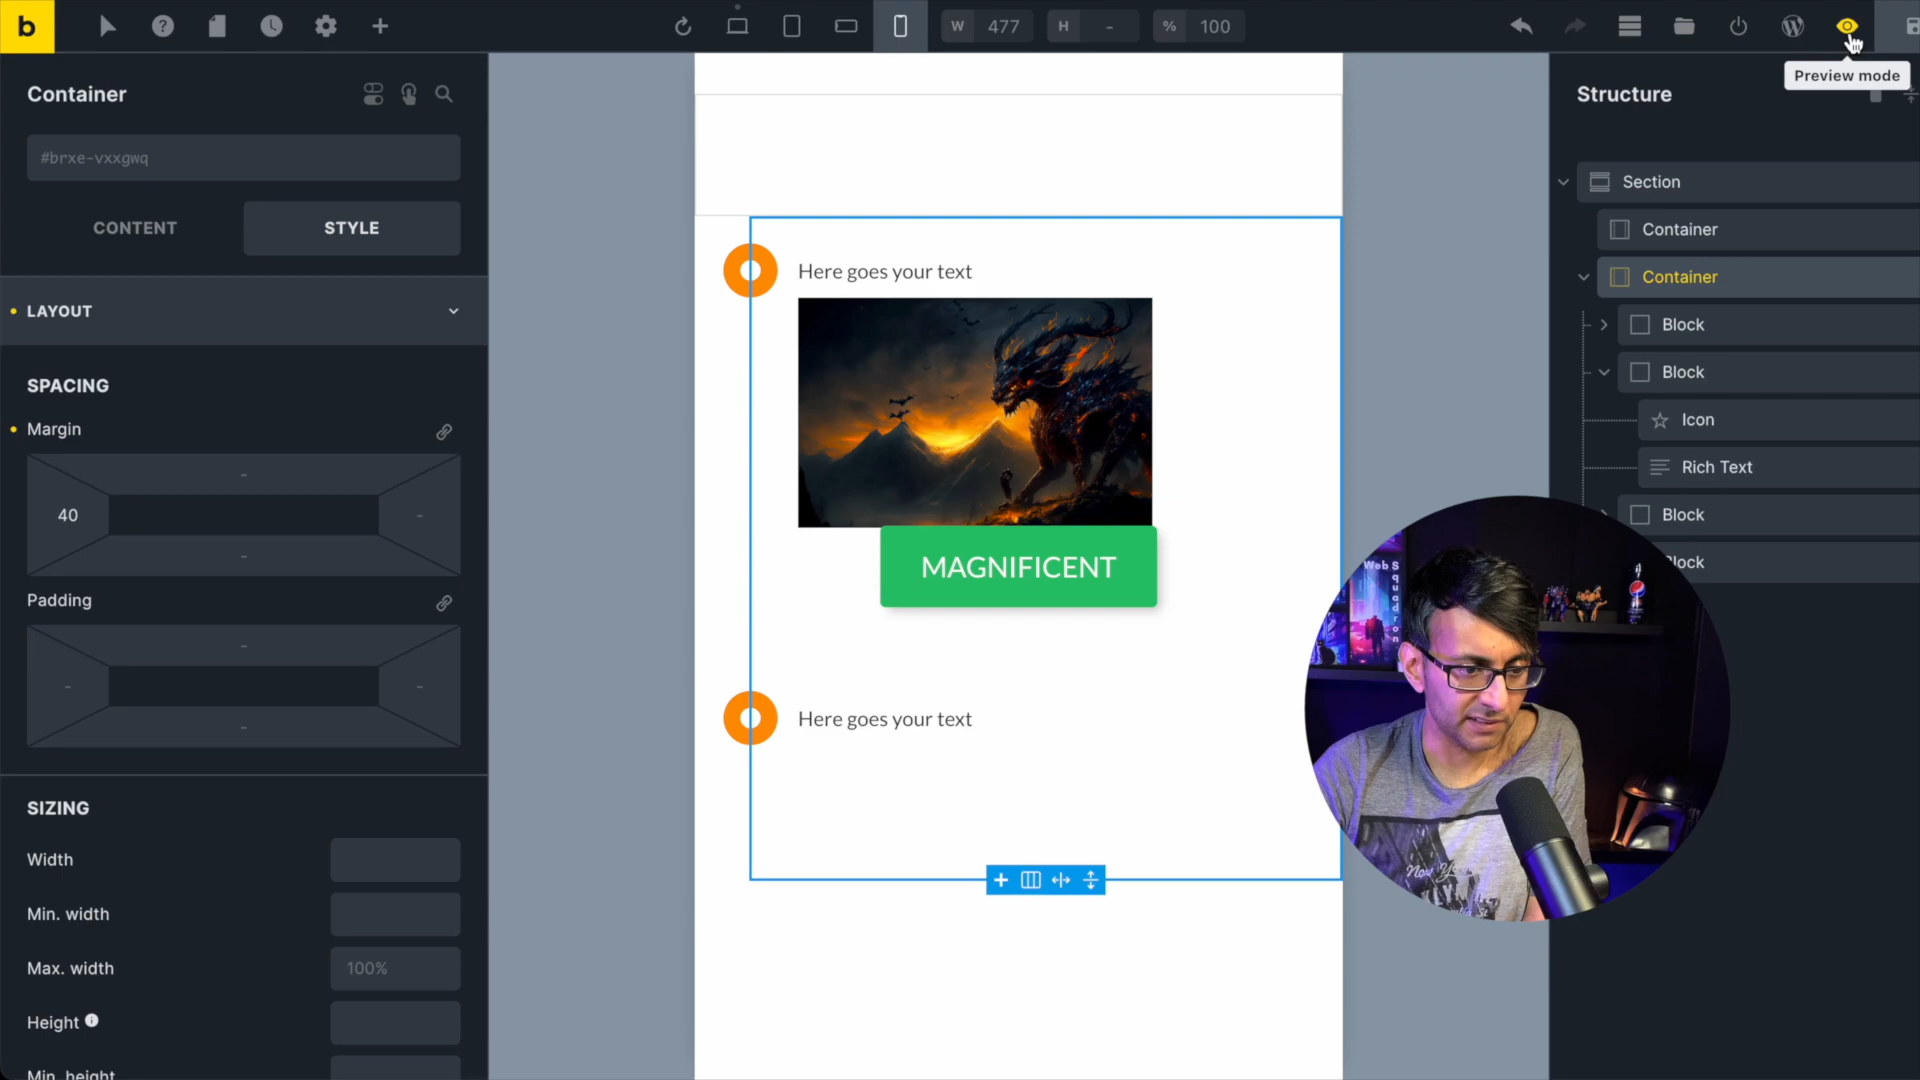 b
W 477
H -
% 100
Preview mode
Container
#brxe-vxxgwq
CONTENT
STYLE
LAYOUT
SPACING
Margin
-
40
-
-
Padding
-
-
-
-
SIZING
Width
Min. width
Max. width
100%
Height
Min. height
Here goes your text
MAGNIFICENT
Here goes your text
Structure
Section
Container
Container
Block
Block
Icon
Rich Text
Block
Block
Web S
q
u
a
d
r
o
n